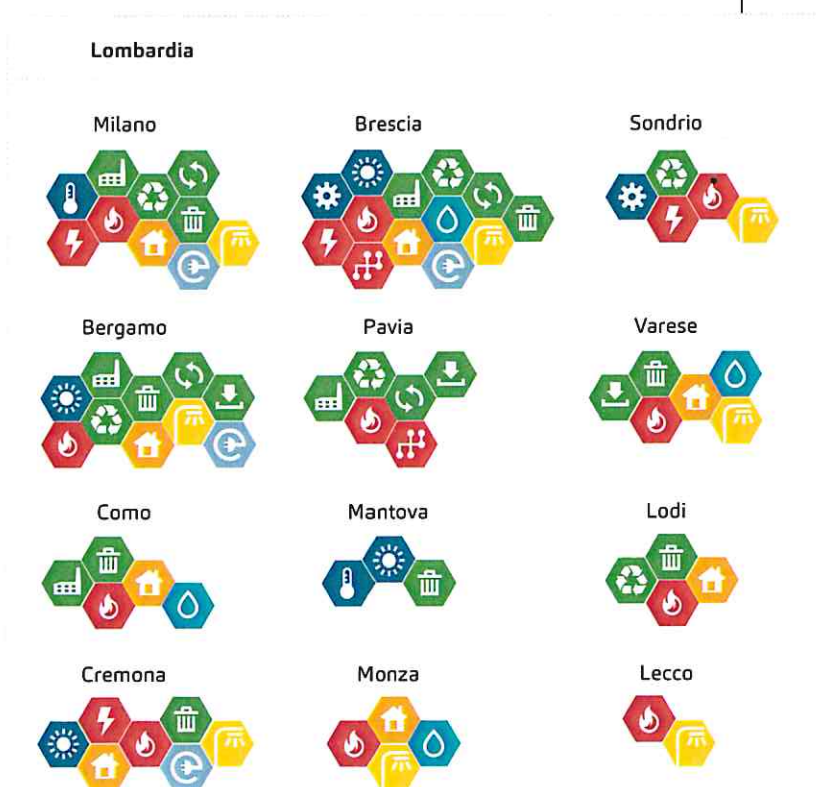 Lombardia
Milano
Brescia
Sondrio
Bergamo
Pavia
Varese
Como
Mantova
Lodi
Cremona
Monza
Lecco